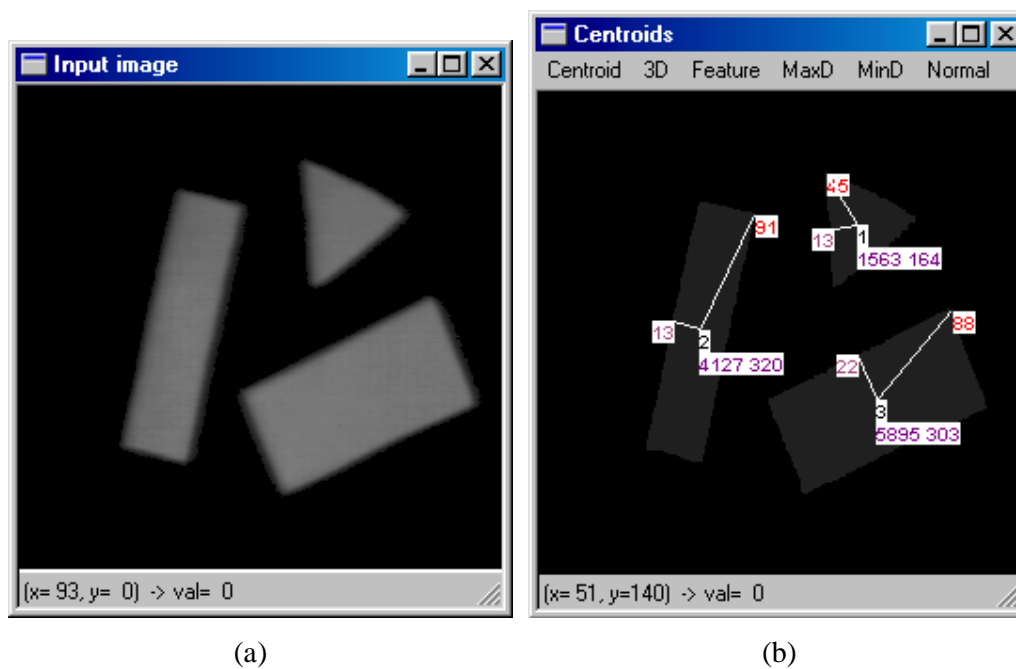 Input image
(x= 93, y= 0) -> val= 0
(a)
Centroids
Centroid 3D Feature MaxD MinD Normal
45
13
1
1563 164
91
13
2
4127 320
88
22
3
5895 303
(x= 51, y=140) -> val= 0
(b)